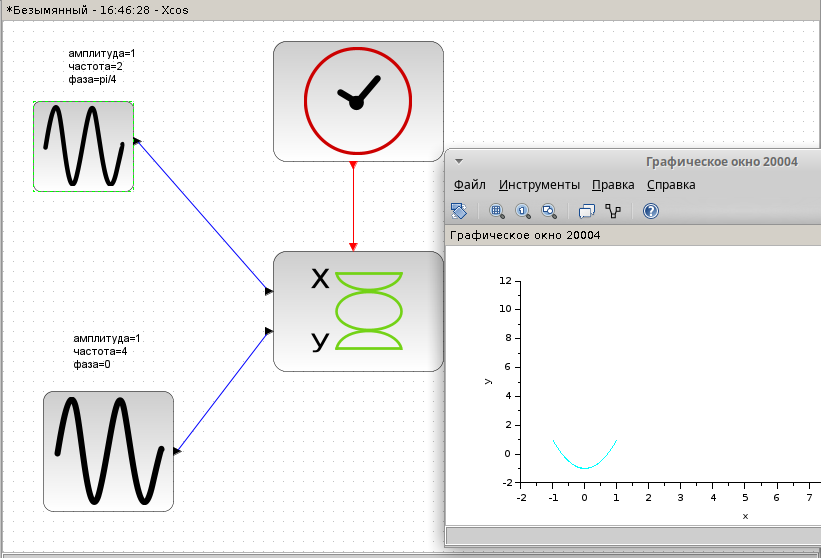 *Безымянный - 16:46:28 - Xcos
амплитуда=1
частота=2
фаза=pi/4
X
У
амплитуда=1
частота=4
фаза=0
Графическое окно 20004
Файл Инструменты Правка Справка
Графическое окно 20004
12
10
8
6
4
2
0
-2
y
-2 -1 0 1 2 3 4 5 6 7
x